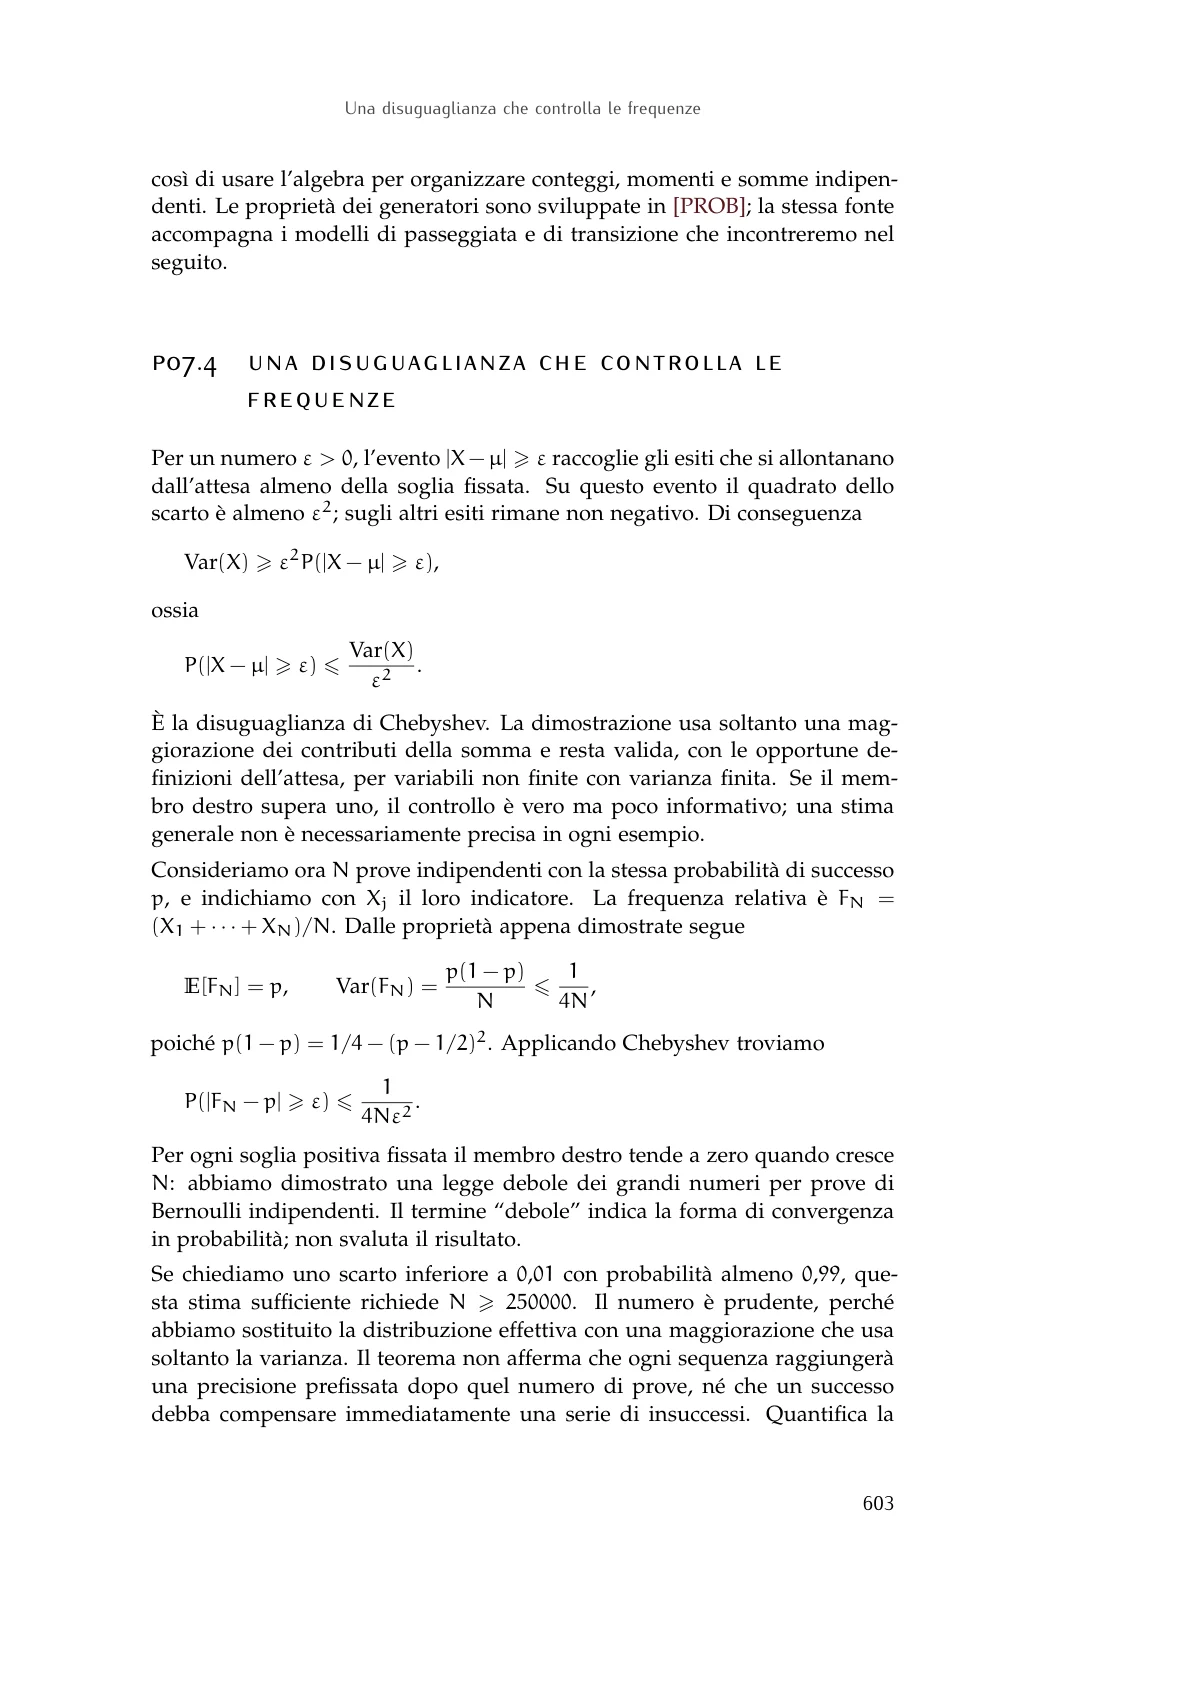 Una disuguaglianza che controlla le frequenze
così di usare l'algebra per organizzare conteggi, momenti e somme indipen-
denti. Le proprietà dei generatori sono sviluppate in [PROB]; la stessa fonte
accompagna i modelli di passeggiata e di transizione che incontreremo nel
seguito.
P07.4 UNA DISUGUAGLIANZA CHE CONTROLLA LE
FREQUENZE
Per un numero ε > 0, l'evento |X − μ| ⩾ ε raccoglie gli esiti che si allontanano
dall'attesa almeno della soglia fissata. Su questo evento il quadrato dello
scarto è almeno ε²; sugli altri esiti rimane non negativo. Di conseguenza
Var(X) ⩾ ε²P(|X − μ| ⩾ ε),
ossia
P(|X − μ| ⩾ ε) ⩽ Var(X)/ε².
È la disuguaglianza di Chebyshev. La dimostrazione usa soltanto una mag-
giorazione dei contributi della somma e resta valida, con le opportune de-
finizioni dell'attesa, per variabili non finite con varianza finita. Se il mem-
bro destro supera uno, il controllo è vero ma poco informativo; una stima
generale non è necessariamente precisa in ogni esempio.
Consideriamo ora N prove indipendenti con la stessa probabilità di successo
p, e indichiamo con X_j il loro indicatore. La frequenza relativa è F_N =
(X₁ + ⋯ + X_N)/N. Dalle proprietà appena dimostrate segue
𝔼[F_N] = p, Var(F_N) = p(1 − p)/N ⩽ 1/4N,
poiché p(1 − p) = 1/4 − (p − 1/2)². Applicando Chebyshev troviamo
P(|F_N − p| ⩾ ε) ⩽ 1/4Nε².
Per ogni soglia positiva fissata il membro destro tende a zero quando cresce
N: abbiamo dimostrato una legge debole dei grandi numeri per prove di
Bernoulli indipendenti. Il termine “debole” indica la forma di convergenza
in probabilità; non svaluta il risultato.
Se chiediamo uno scarto inferiore a 0,01 con probabilità almeno 0,99, que-
sta stima sufficiente richiede N ⩾ 250000. Il numero è prudente, perché
abbiamo sostituito la distribuzione effettiva con una maggiorazione che usa
soltanto la varianza. Il teorema non afferma che ogni sequenza raggiungerà
una precisione prefissata dopo quel numero di prove, né che un successo
debba compensare immediatamente una serie di insuccessi. Quantifica la
603